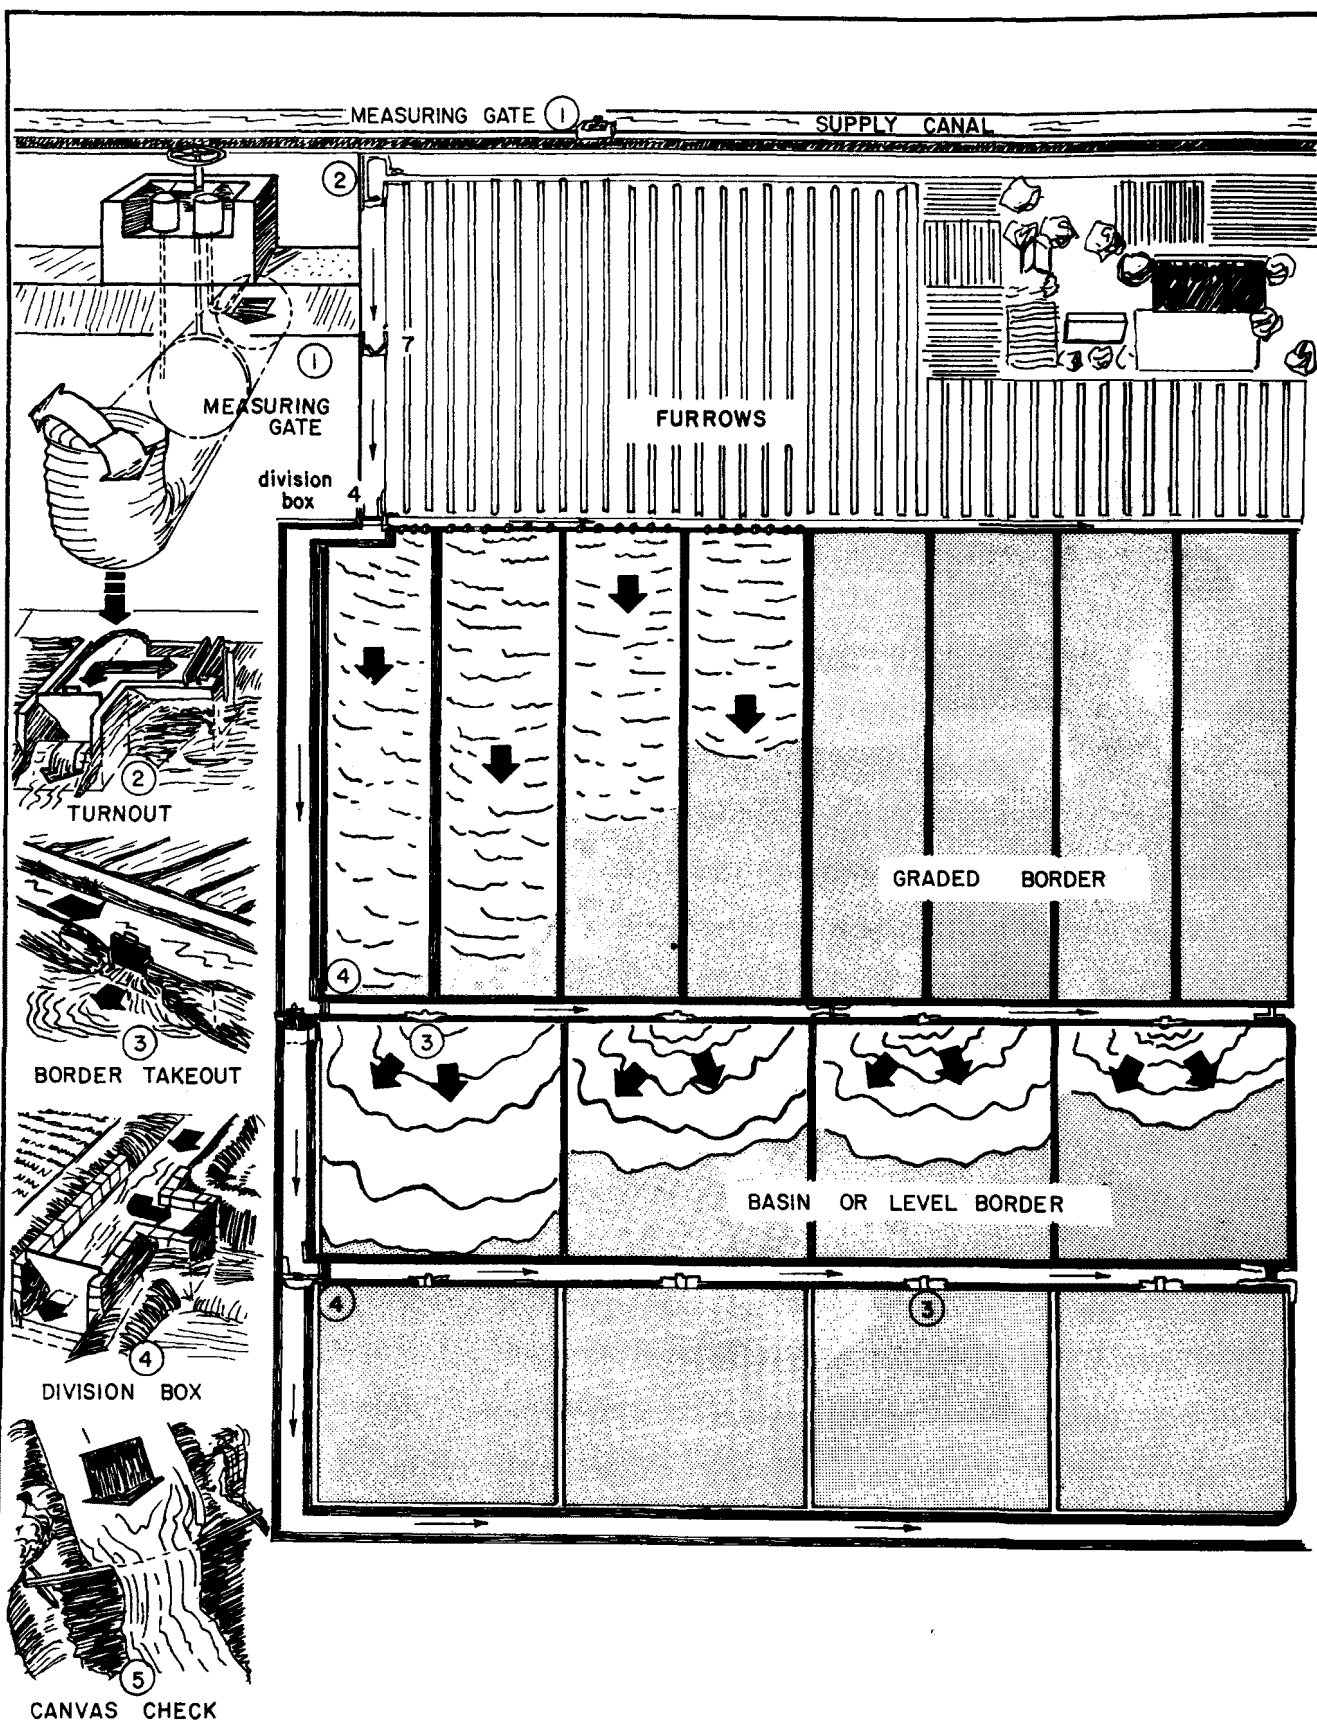 MEASURING GATE 1
SUPPLY CANAL
2
1
7
MEASURING
GATE
FURROWS
division
box
4
2
TURNOUT
GRADED BORDER
4
3
3
BORDER TAKEOUT
BASIN OR LEVEL BORDER
4
3
4
DIVISION BOX
5
CANVAS CHECK